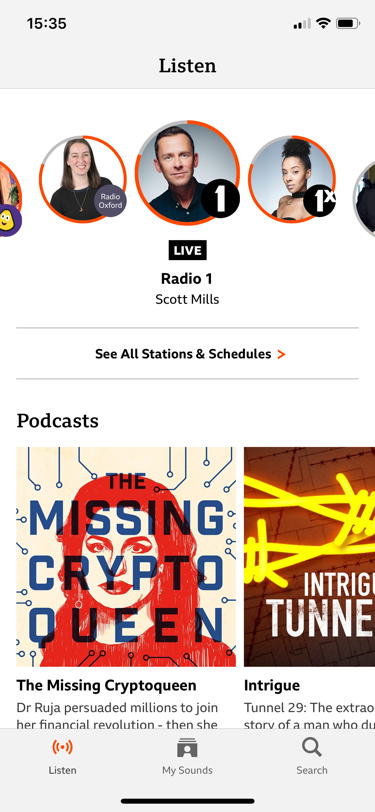 15:35
Listen
Radio
Oxford
1
1X
LIVE
Radio 1
Scott Mills
See All Stations & Schedules >
Podcasts
THE
MISSING
CRYPTO
QUEEN
INTRIGU
TUNNE
The Missing Cryptoqueen
Dr Ruja persuaded millions to join
her financial revolution - then she
Intrigue
Tunnel 29: The extrao
story of a man who du
Listen
My Sounds
Search